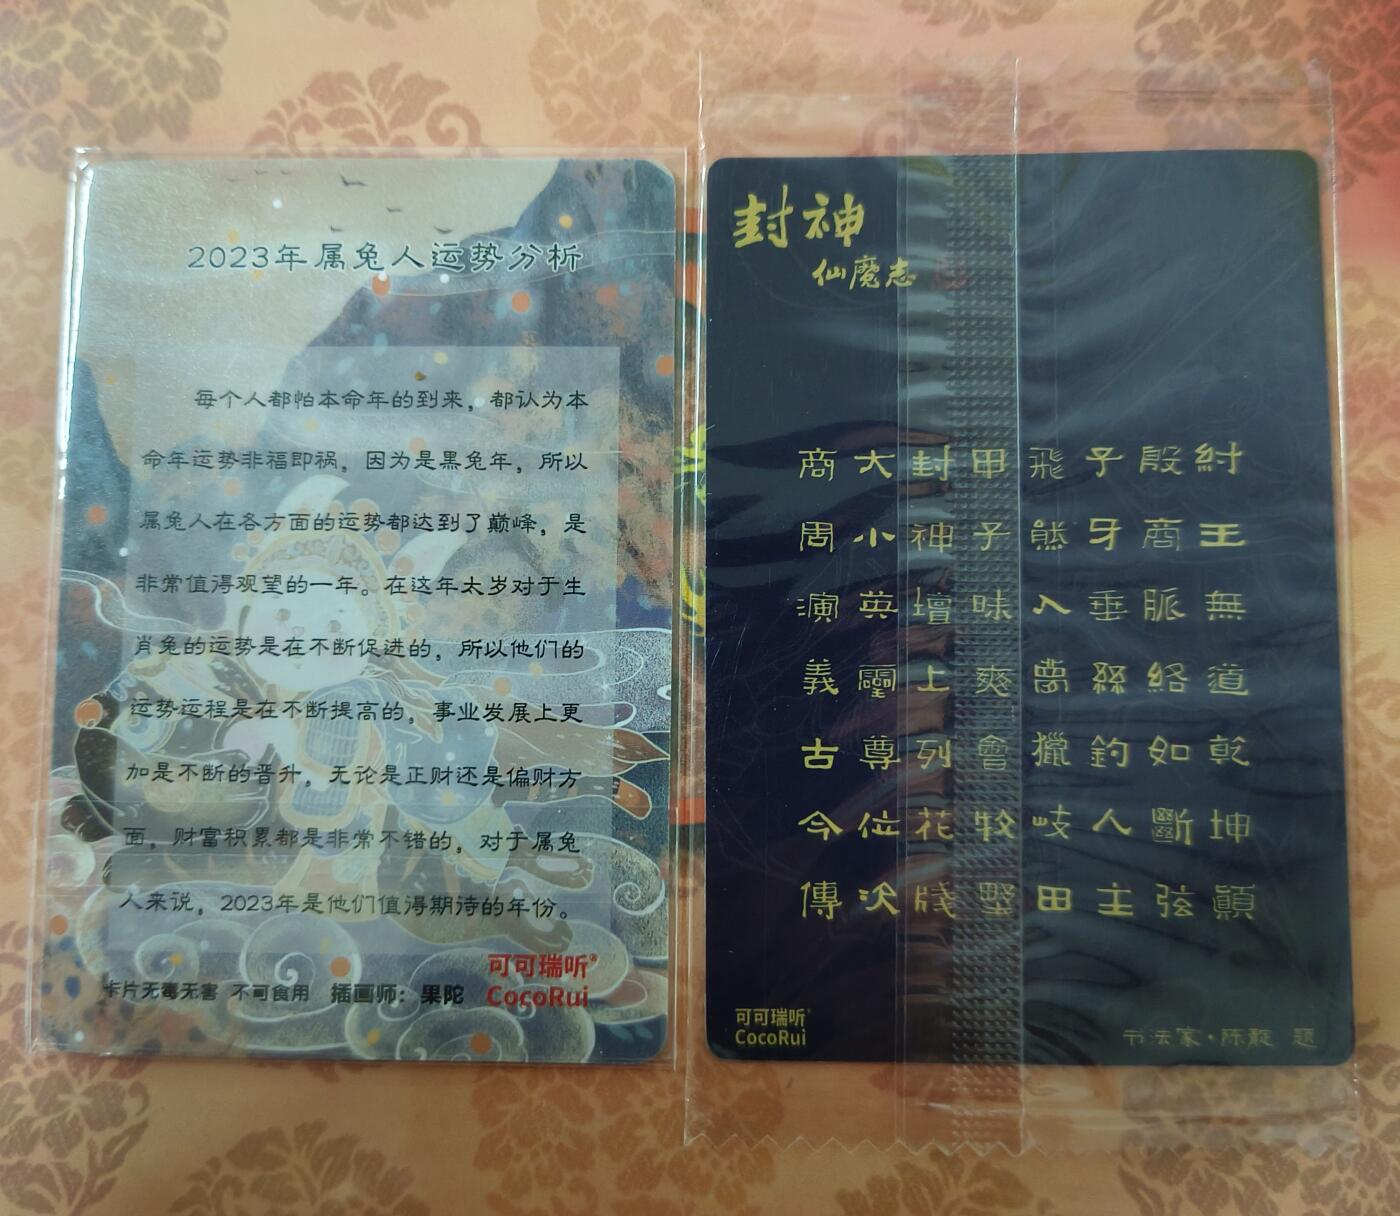 2023年属兔人运势分析
每个人都怕本命年的到来，都认为本
命年运势非福即祸，因为是黑兔年，所以
属兔人在各方面的运势都达到了巅峰，是
非常值得观望的一年。在这年太岁对于生
肖兔的运势是在不断促进的，所以他们的
运势运程是在不断提高的，事业发展上更
加是不断的晋升，无论是正财还是偏财方
面，财富积累都是非常不错的，对于属兔
人来说，2023年是他们值得期待的年份。
卡片无毒无害 不可食用 插画师：果陀
可可瑞听®
CocoRui
封神
仙魔志
紂王無道乾坤顛
殷商脈絡如斷弦
子牙垂絲釣人主
飛熊入夢獵岐田
甲子昧爽會牧墅
封神壇上列花牋
大小英靈尊位次
商周演義古今傳
可可瑞听®
CocoRui
书法家·陈龍 题